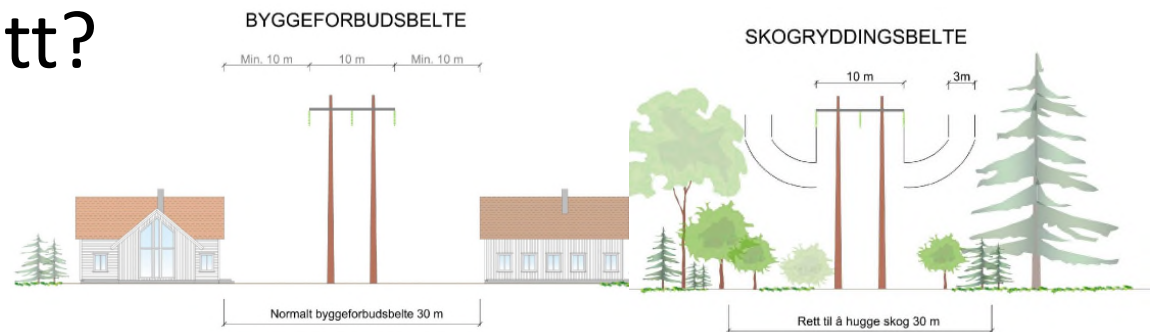 tt?
BYGGEFORBUDSBELTE
Min. 10 m
10 m
Min. 10 m
Normalt byggeforbudsbelte 30 m
SKOGRYDDINGSBELTE
10 m
3m
Rett til å hugge skog 30 m